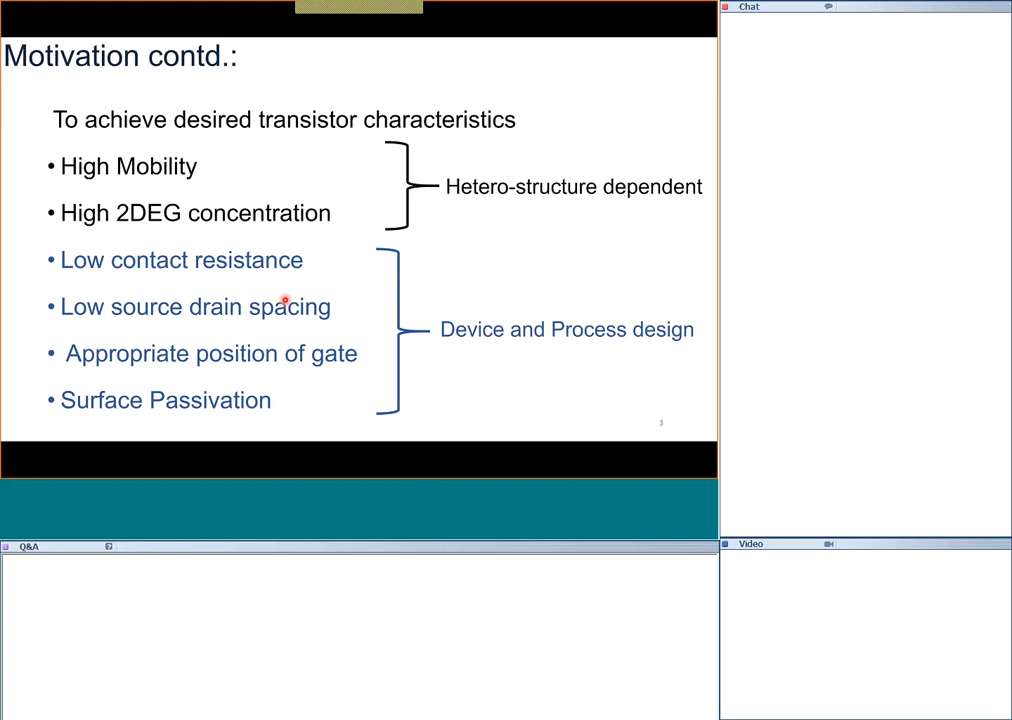 Motivation contd.:
To achieve desired transistor characteristics
• High Mobility
Hetero-structure dependent
• High 2DEG concentration
• Low contact resistance
• Low source drain spacing
Device and Process design
• Appropriate position of gate
• Surface Passivation
3
Chat
Q&A
Video